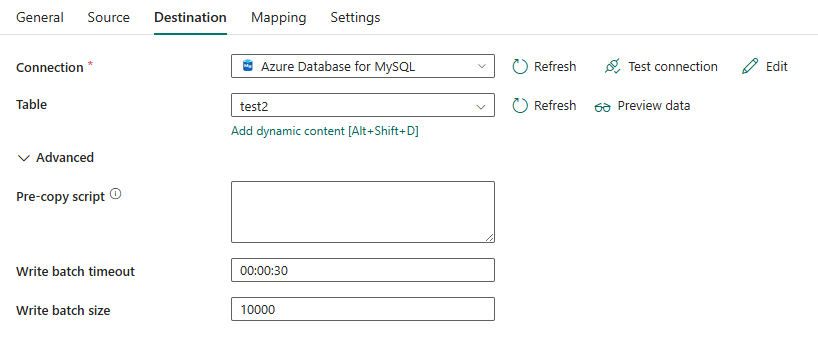 General Source Destination Mapping Settings
Connection * Azure Database for MySQL Refresh Test connection Edit
Table test2 Refresh Preview data
Add dynamic content [Alt+Shift+D]
Advanced
Pre-copy script
Write batch timeout 00:00:30
Write batch size 10000